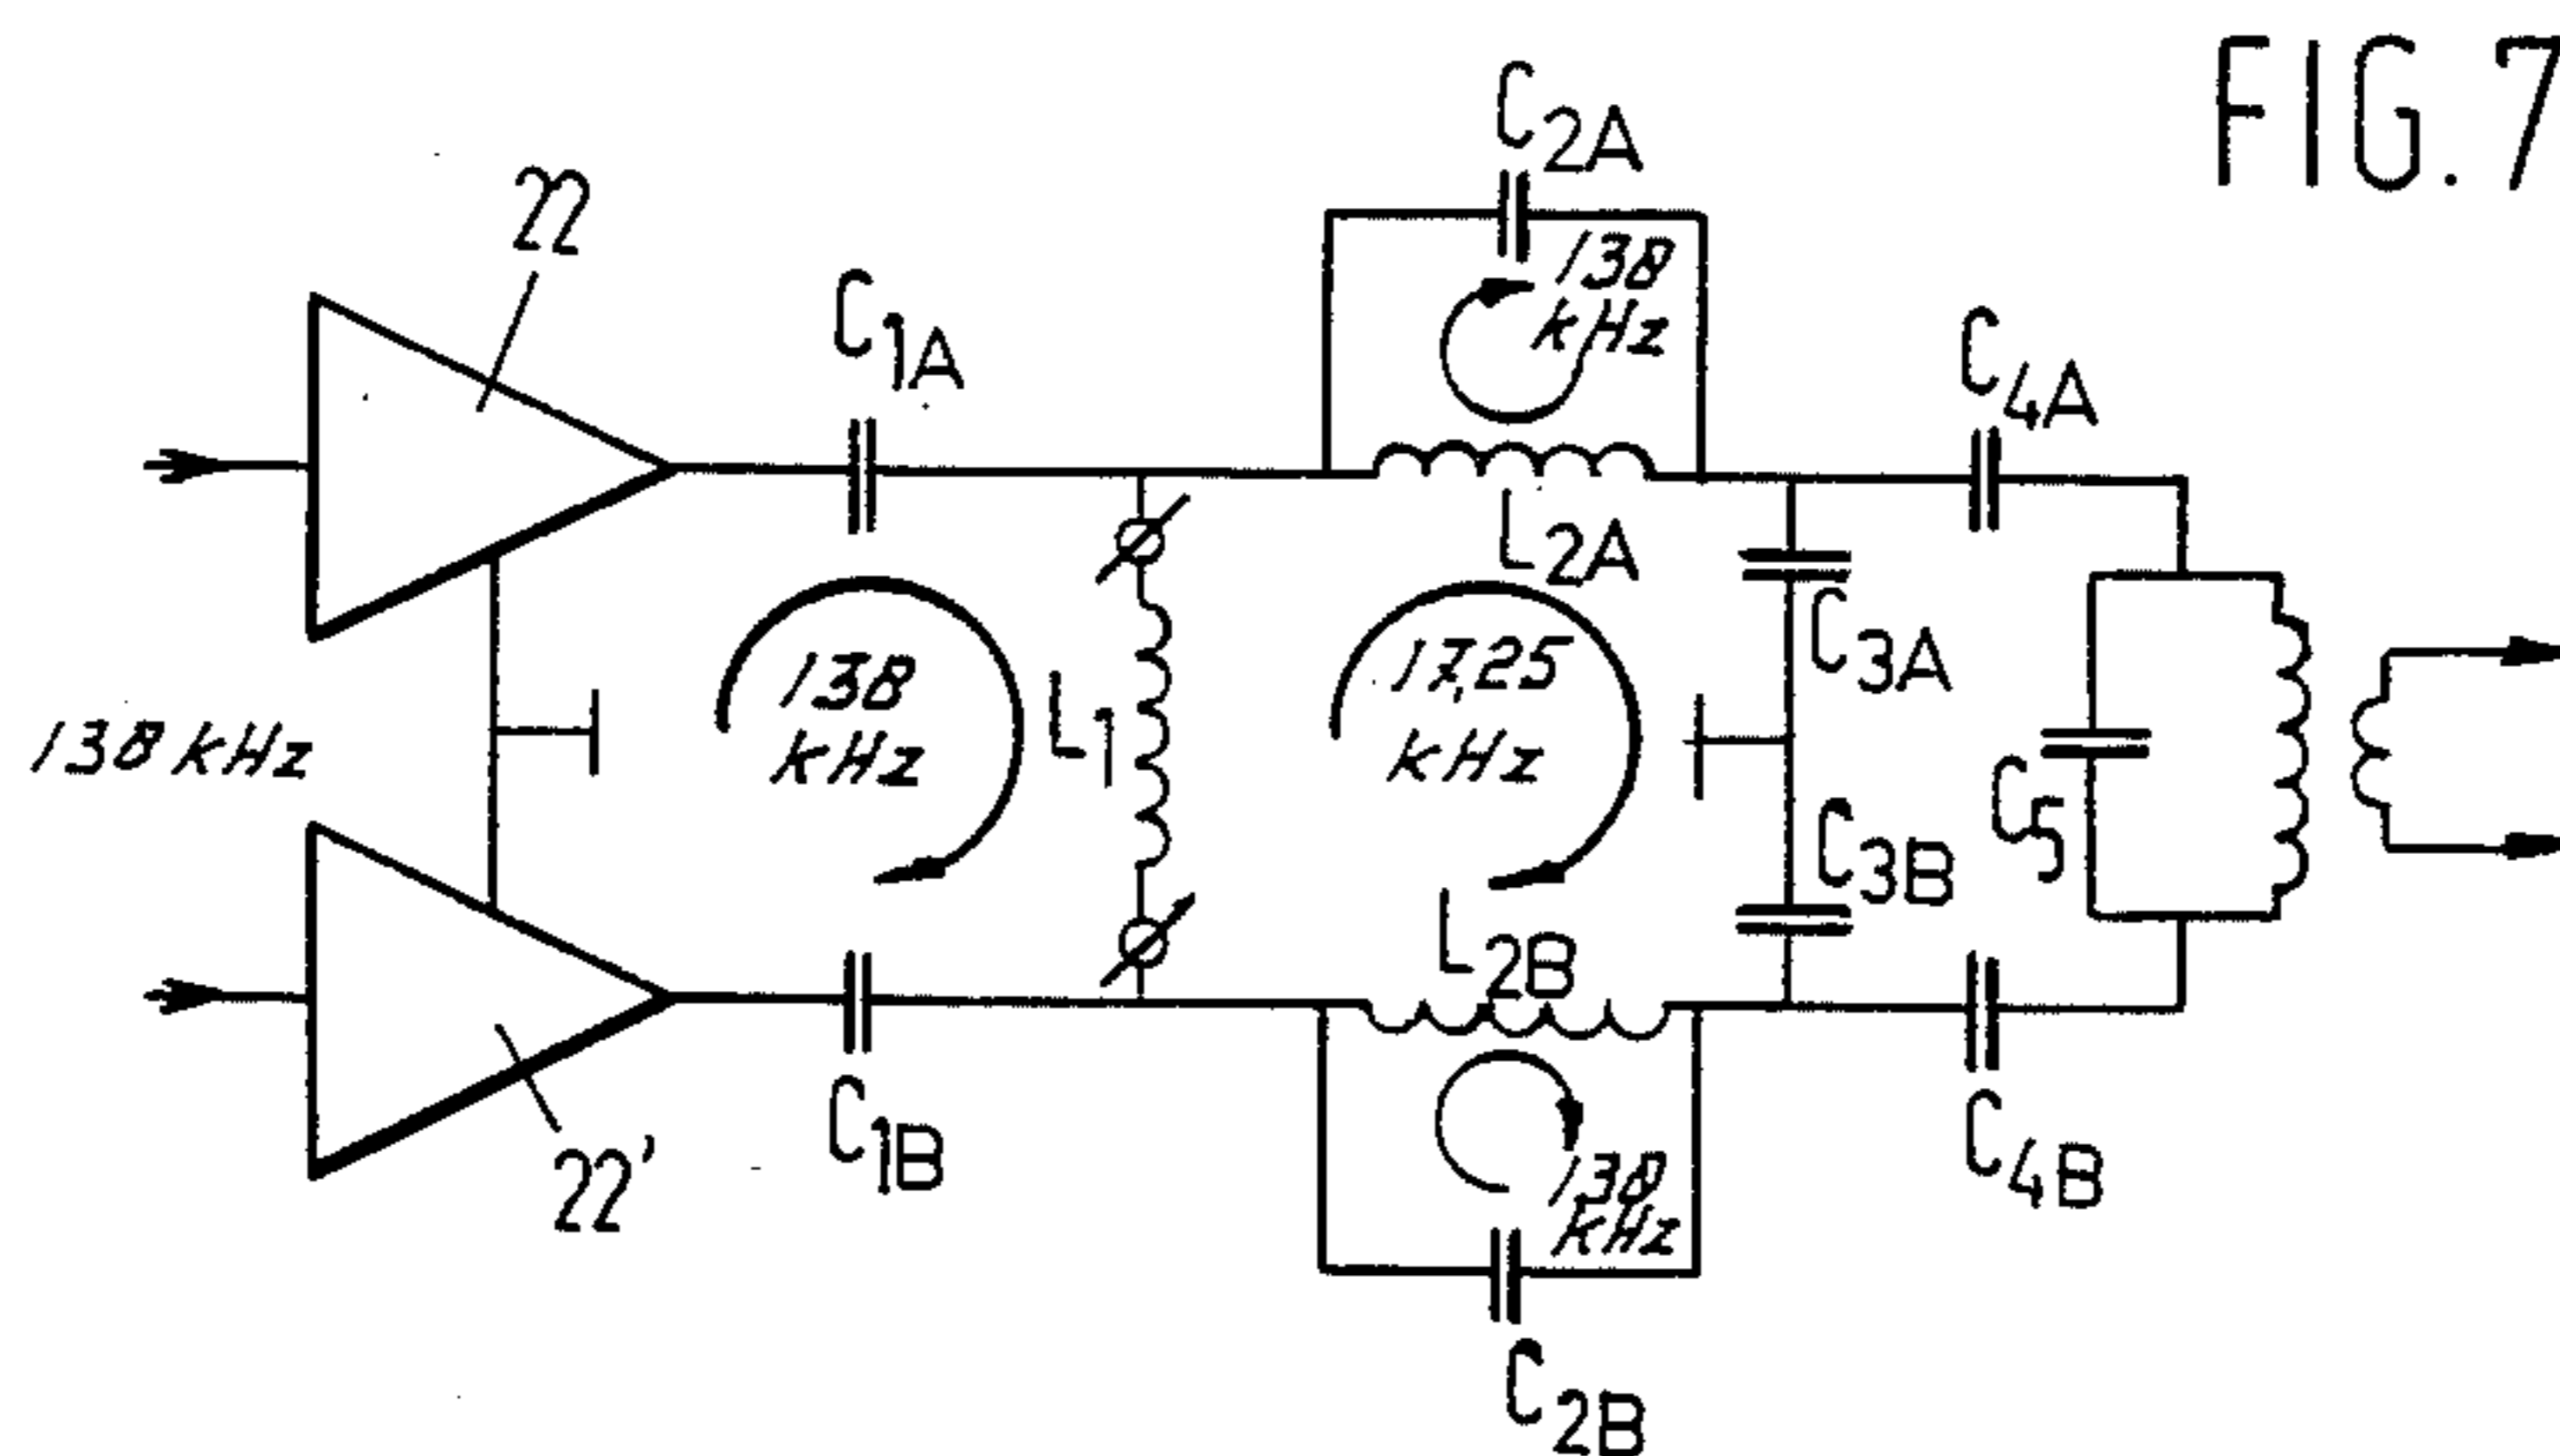 FIG. 7
C2A
22
138
kHz
C1A
C4A
L2A
C3A
138
kHz
L1
17,25
kHz
138 kHz
C5
C3B
L2B
C1B
138
kHz
C4B
22'
C2B